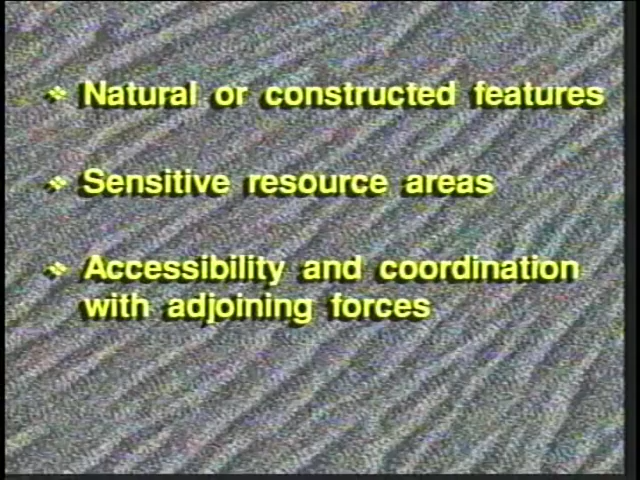 Natural or constructed features
Sensitive resource areas
Accessibility and coordination
with adjoining forces